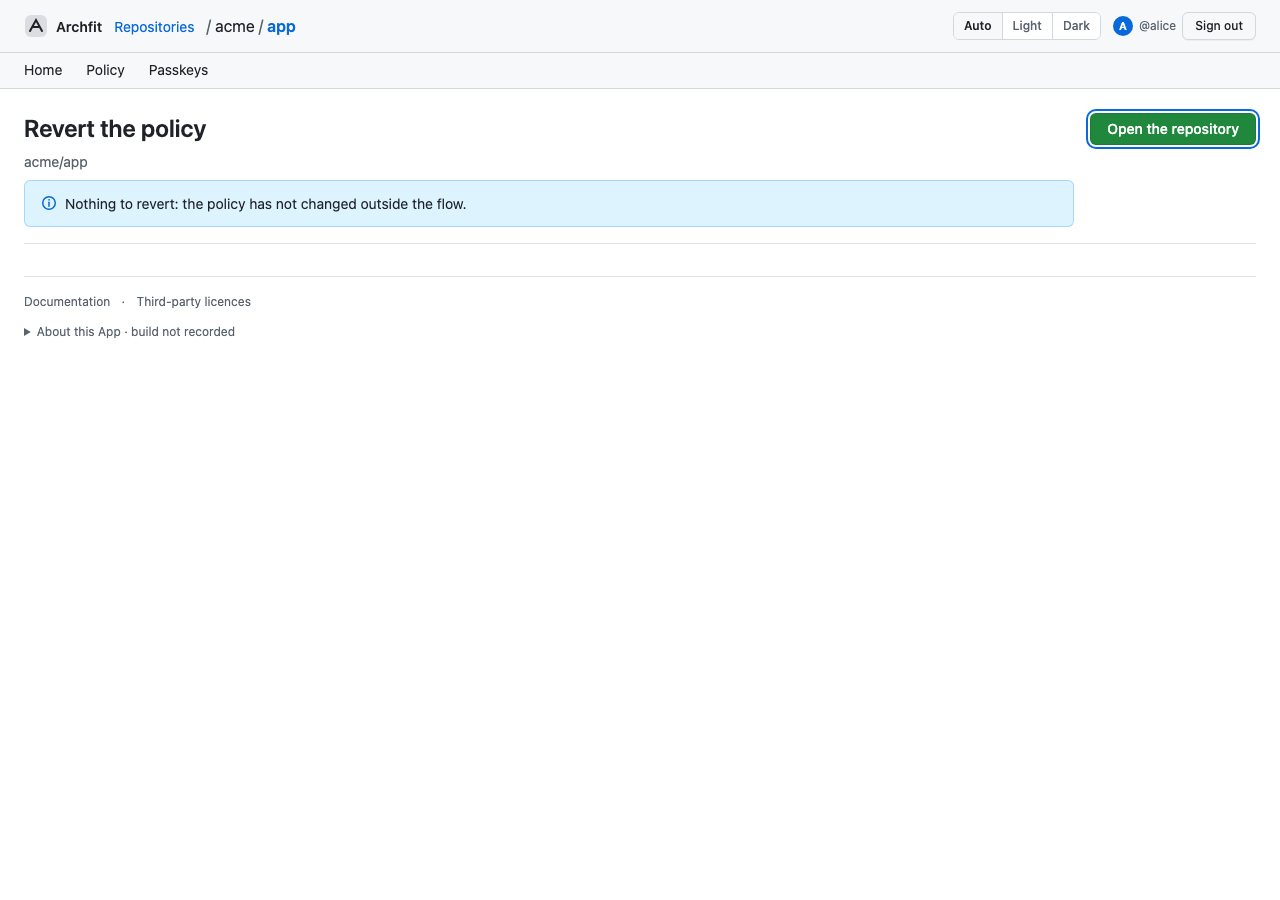 Archfit Repositories / acme / app
Auto Light Dark A @alice Sign out
Home Policy Passkeys
Revert the policy
Open the repository
acme/app
Nothing to revert: the policy has not changed outside the flow.
Documentation · Third-party licences
About this App · build not recorded